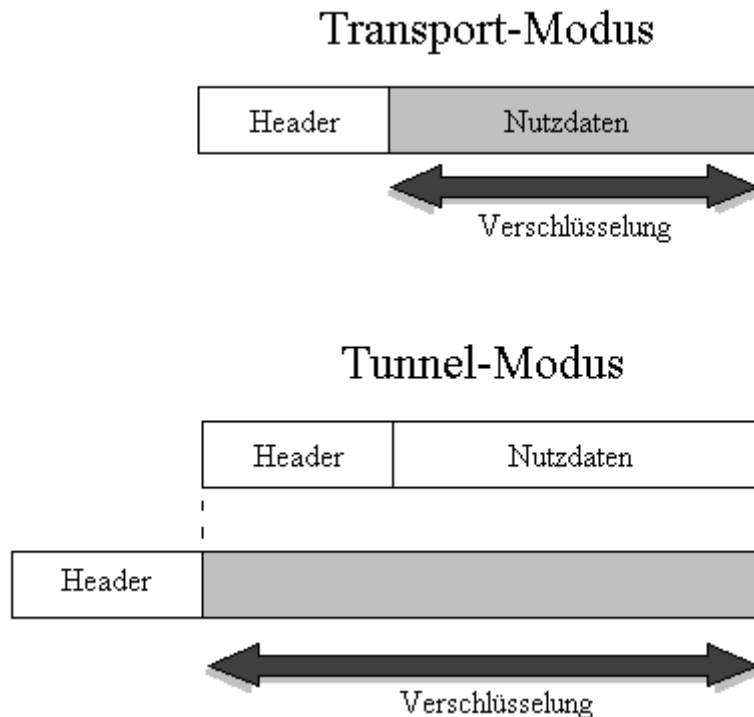 Transport-Modus
Header Nutzdaten
Verschlüsselung
Tunnel-Modus
Header Nutzdaten
Header
Verschlüsselung